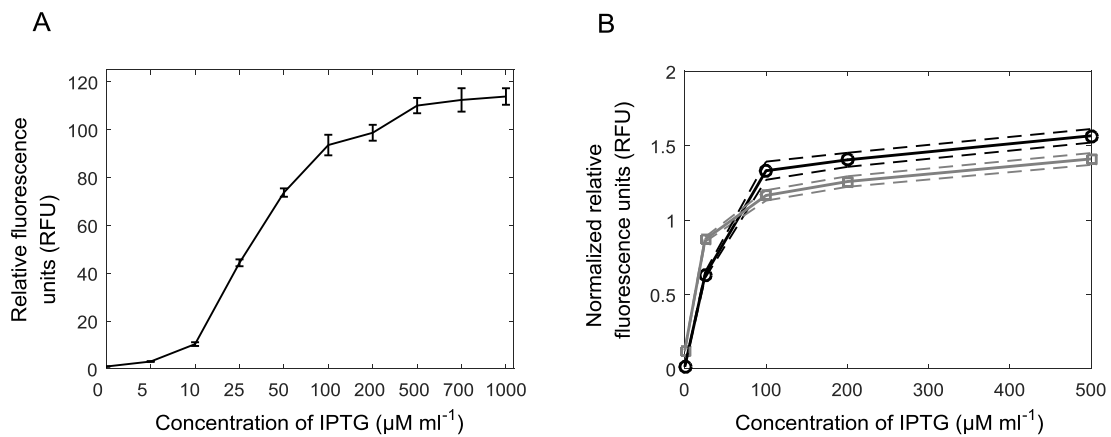 A
Relative fluorescence
units (RFU)
120
100
80
60
40
20
0
0 5 10 25 50 100 200 500 700 1000
Concentration of IPTG (µM ml⁻¹)
B
Normalized relative
fluorescence units (RFU)
2
1.5
1
0.5
0
0 100 200 300 400 500
Concentration of IPTG (µM ml⁻¹)